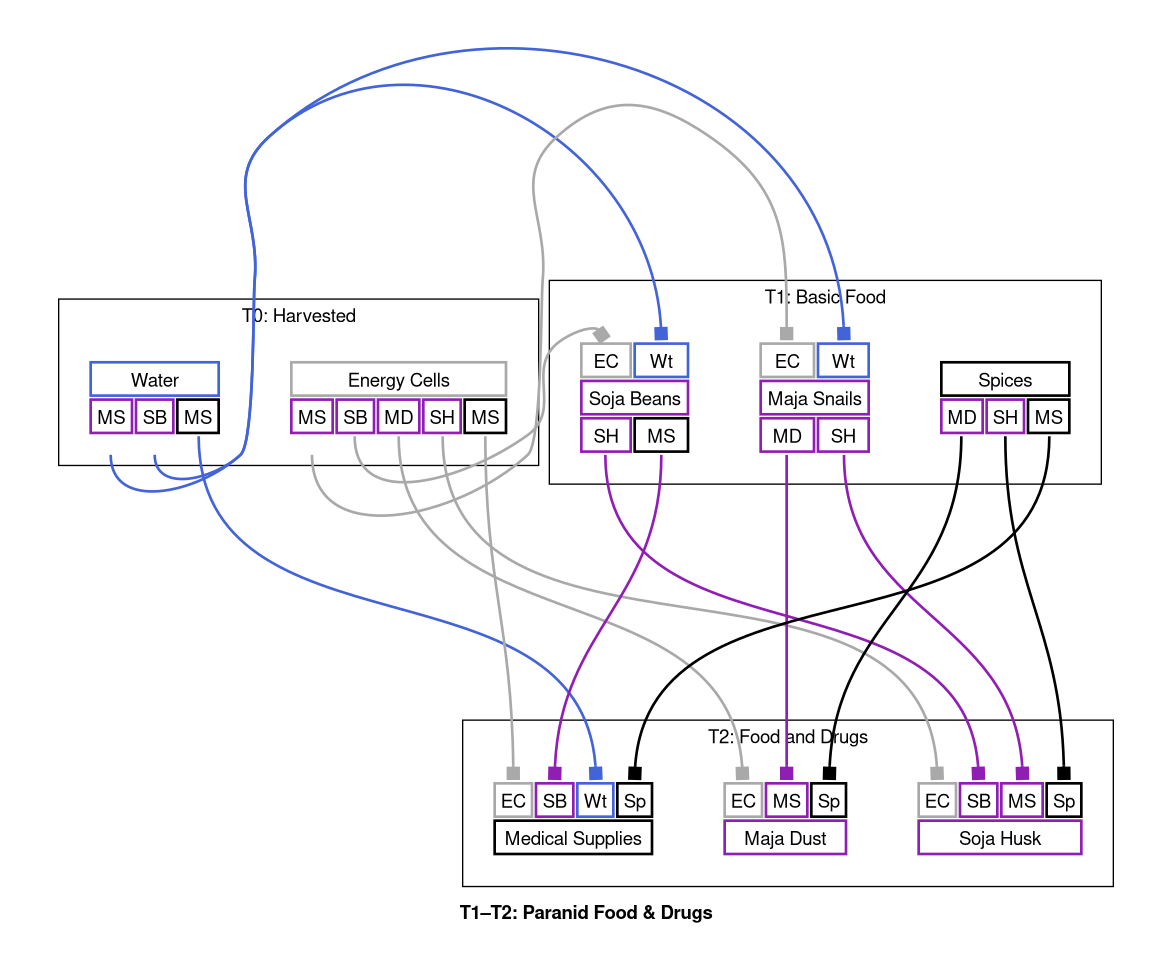 T0: Harvested
Water
MS SB MS
Energy Cells
MS SB MD SH MS
T1: Basic Food
EC Wt
Soja Beans
SH MS
EC Wt
Maja Snails
MD SH
Spices
MD SH MS
T2: Food and Drugs
EC SB Wt Sp
Medical Supplies
EC MS Sp
Maja Dust
EC SB MS Sp
Soja Husk
T1–T2: Paranid Food & Drugs